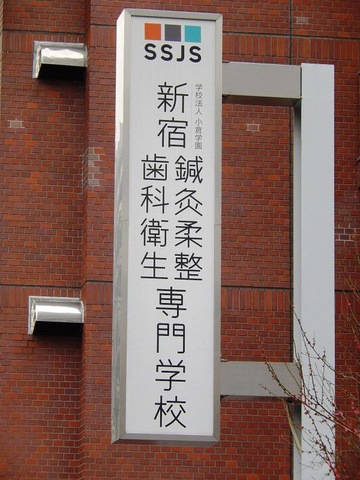 SSJS
学校法人 小倉学園
新宿
鍼灸柔整
歯科衛生
専門学校